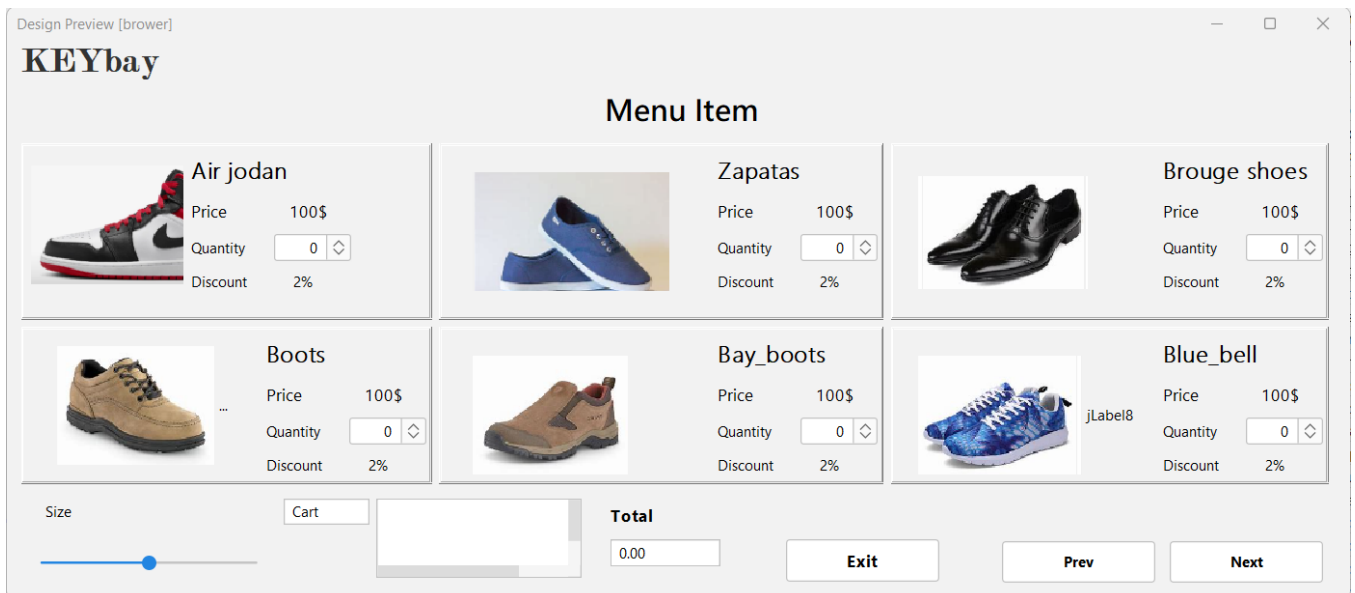 Design Preview [brower]
KEYbay
Menu Item
Air jodan
Price 100$
Quantity 0
Discount 2%
Zapatas
Price 100$
Quantity 0
Discount 2%
Brouge shoes
Price 100$
Quantity 0
Discount 2%
...
Boots
Price 100$
Quantity 0
Discount 2%
Bay_boots
Price 100$
Quantity 0
Discount 2%
jLabel8
Blue_bell
Price 100$
Quantity 0
Discount 2%
Size
Cart
Total
0.00
Exit
Prev
Next